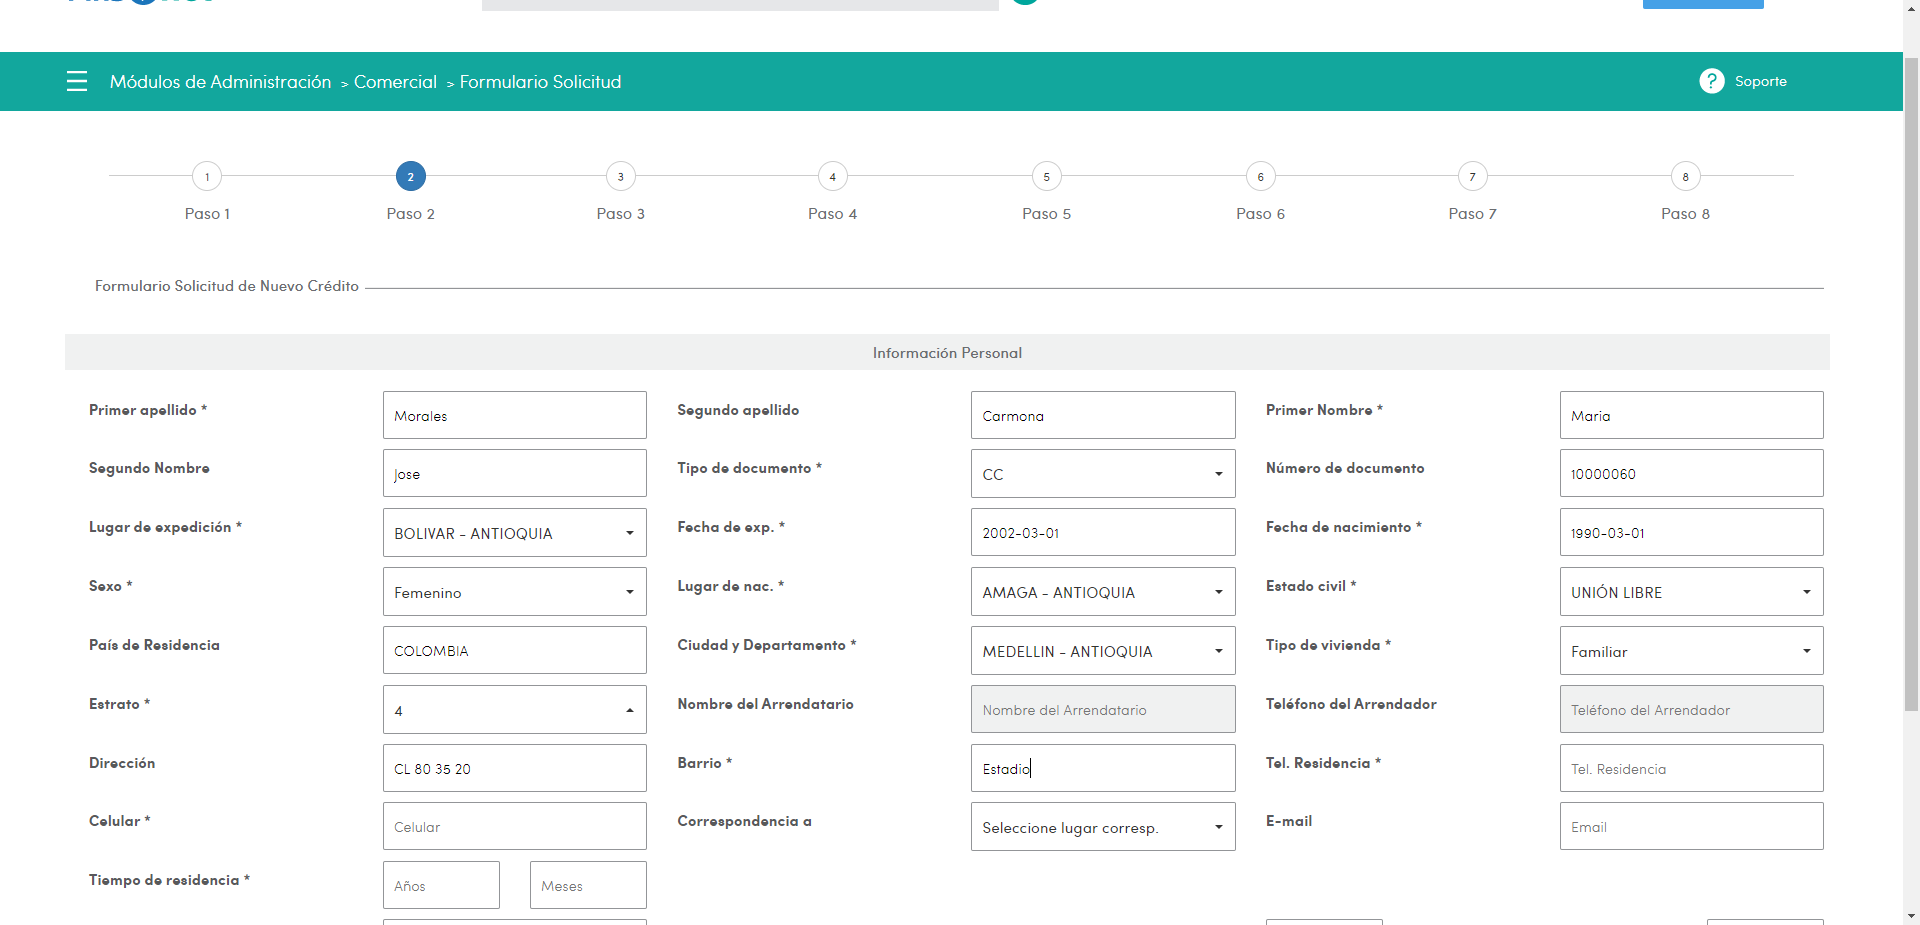 Módulos de Administración > Comercial > Formulario Solicitud
? Soporte
1 2 3 4 5 6 7 8
Paso 1 Paso 2 Paso 3 Paso 4 Paso 5 Paso 6 Paso 7 Paso 8
Formulario Solicitud de Nuevo Crédito
Información Personal
Primer apellido * Morales Segundo apellido Carmona Primer Nombre * Maria
Segundo Nombre Jose Tipo de documento * CC Número de documento 10000060
Lugar de expedición * BOLIVAR - ANTIOQUIA Fecha de exp. * 2002-03-01 Fecha de nacimiento * 1990-03-01
Sexo * Femenino Lugar de nac. * AMAGA - ANTIOQUIA Estado civil * UNIÓN LIBRE
País de Residencia COLOMBIA Ciudad y Departamento * MEDELLIN - ANTIOQUIA Tipo de vivienda * Familiar
Estrato * 4 Nombre del Arrendatario Nombre del Arrendatario Teléfono del Arrendador Teléfono del Arrendador
Dirección CL 80 35 20 Barrio * Estadio Tel. Residencia * Tel. Residencia
Celular * Celular Correspondencia a Seleccione lugar corresp. E-mail Email
Tiempo de residencia * Años Meses